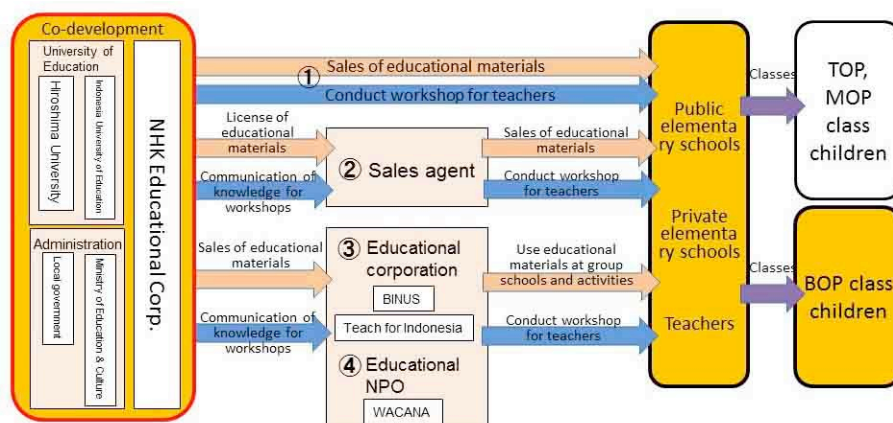 Co-development
University of
Education
Hiroshima University
Indonesia University of Education
Administration
Local government
Ministry of Education & Culture
NHK Educational Corp.
①
Sales of educational materials
Conduct workshop for teachers
License of
educational
materials
Communication of
knowledge for
workshops
② Sales agent
Sales of educational
materials
Conduct workshop
for teachers
Sales of educational
materials
Communication of
knowledge for
workshops
③ Educational
corporation
BINUS
Teach for Indonesia
④ Educational
NPO
WACANA
Use educational
materials at group
schools and activities
Conduct workshop
for teachers
Public
elementa
ry schools
Private
elementa
ry schools
Teachers
Classes
TOP,
MOP
class
children
Classes
BOP class
children